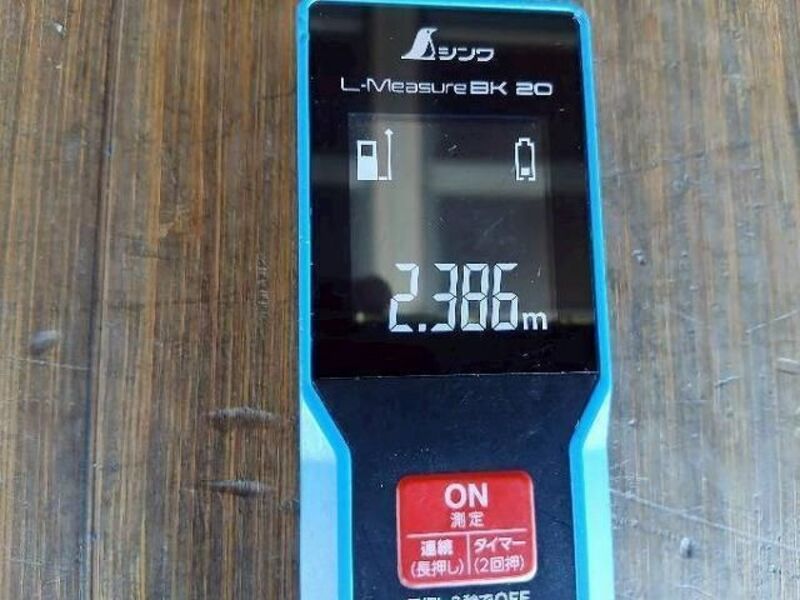 シンワ
L-Measure BK 20
2.386m
ON
測定
連続 タイマー
(長押し) (2回押)